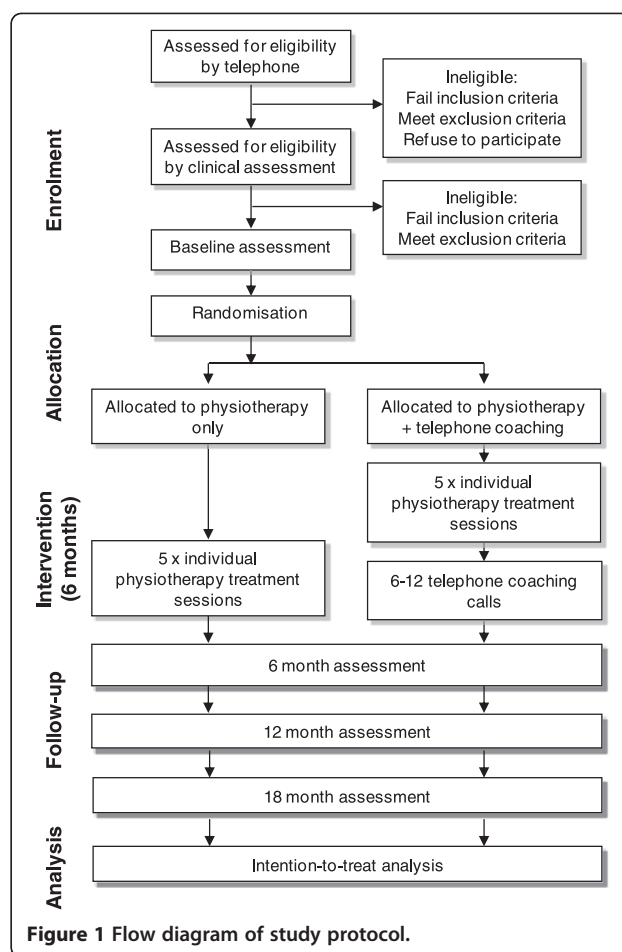 Assessed for eligibility
by telephone
Ineligible:
Fail inclusion criteria
Meet exclusion criteria
Refuse to participate
Enrolment
Assessed for eligibility
by clinical assessment
Ineligible:
Fail inclusion criteria
Meet exclusion criteria
Baseline assessment
Randomisation
Allocation
Allocated to physiotherapy
only
Allocated to physiotherapy
+ telephone coaching
Intervention
(6 months)
5 x individual
physiotherapy treatment
sessions
5 x individual
physiotherapy treatment
sessions
6-12 telephone coaching
calls
Follow-up
6 month assessment
12 month assessment
18 month assessment
Analysis
Intention-to-treat analysis
Figure 1 Flow diagram of study protocol.